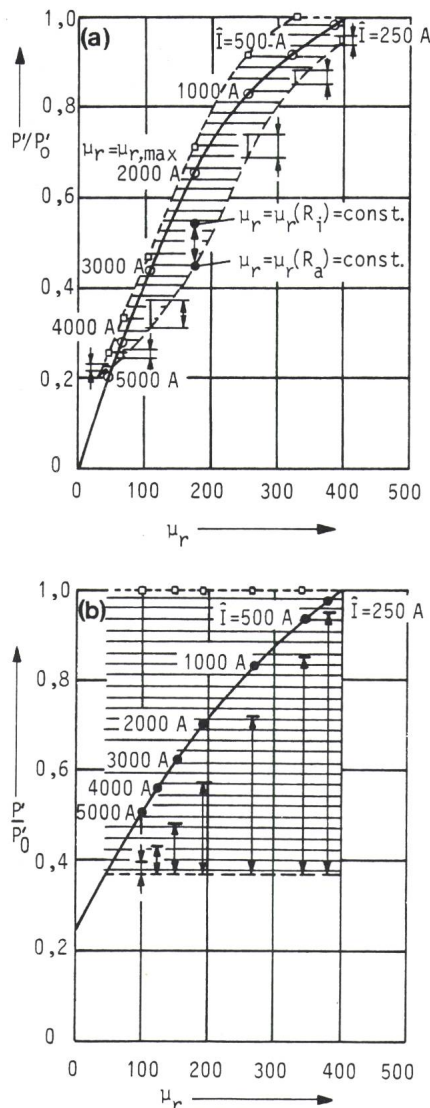 (a)
1,0
Î=500 A
Î=250 A
1000 A
0,8
P'/P'₀
μr=μr,max
2000 A
0,6
μr=μr(Ri)=const.
3000 A
μr=μr(Ra)=const.
0,4
4000 A
0,2
5000 A
0
0 100 200 300 400 500
μr
1,0
(b)
Î=500 A
Î=250 A
1000 A
0,8
2000 A
3000 A
0,6
4000 A
5000 A
P'
P'₀
0,4
0,2
0
0 100 200 300 400 500
μr